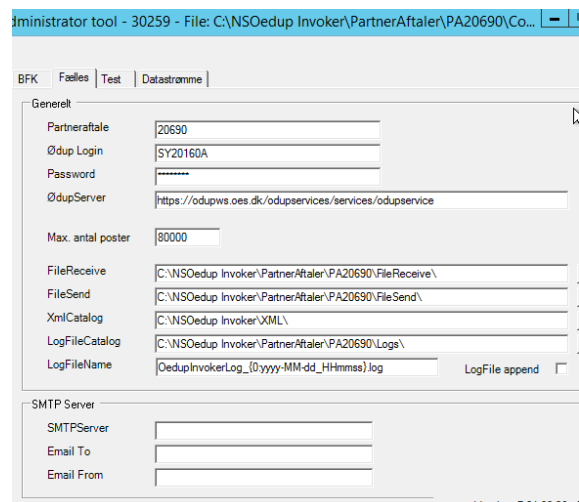 dministrator tool - 30259 - File: C:\NSOedup Invoker\PartnerAftaler\PA20690\Co...
BFK Fælles Test Datastrømme
Generelt
Partneraftale 20690
Ødup Login SY20160A
Password ********
ØdupServer https://odupws.oes.dk/odupservices/services/odupservice
Max. antal poster 80000
FileReceive C:\NSOedup Invoker\PartnerAftaler\PA20690\FileReceive\
FileSend C:\NSOedup Invoker\PartnerAftaler\PA20690\FileSend\
XmlCatalog C:\NSOedup Invoker\XML\
LogFileCatalog C:\NSOedup Invoker\PartnerAftaler\PA20690\Logs\
LogFileName OedupInvokerLog_{0:yyyy-MM-dd_HHmmss}.log LogFile append
SMTP Server
SMTPServer
Email To
Email From